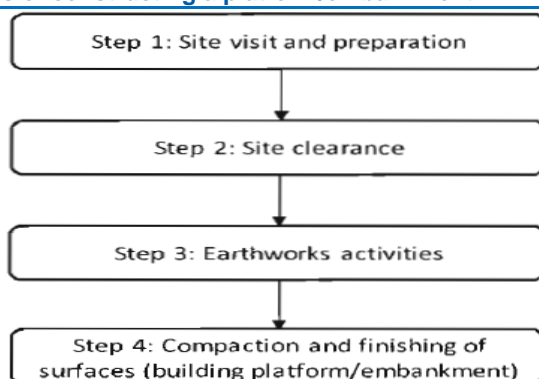 Step 1: Site visit and preparation
Step 2: Site clearance
Step 3: Earthworks activities
Step 4: Compaction and finishing of
surfaces (building platform/embankment)